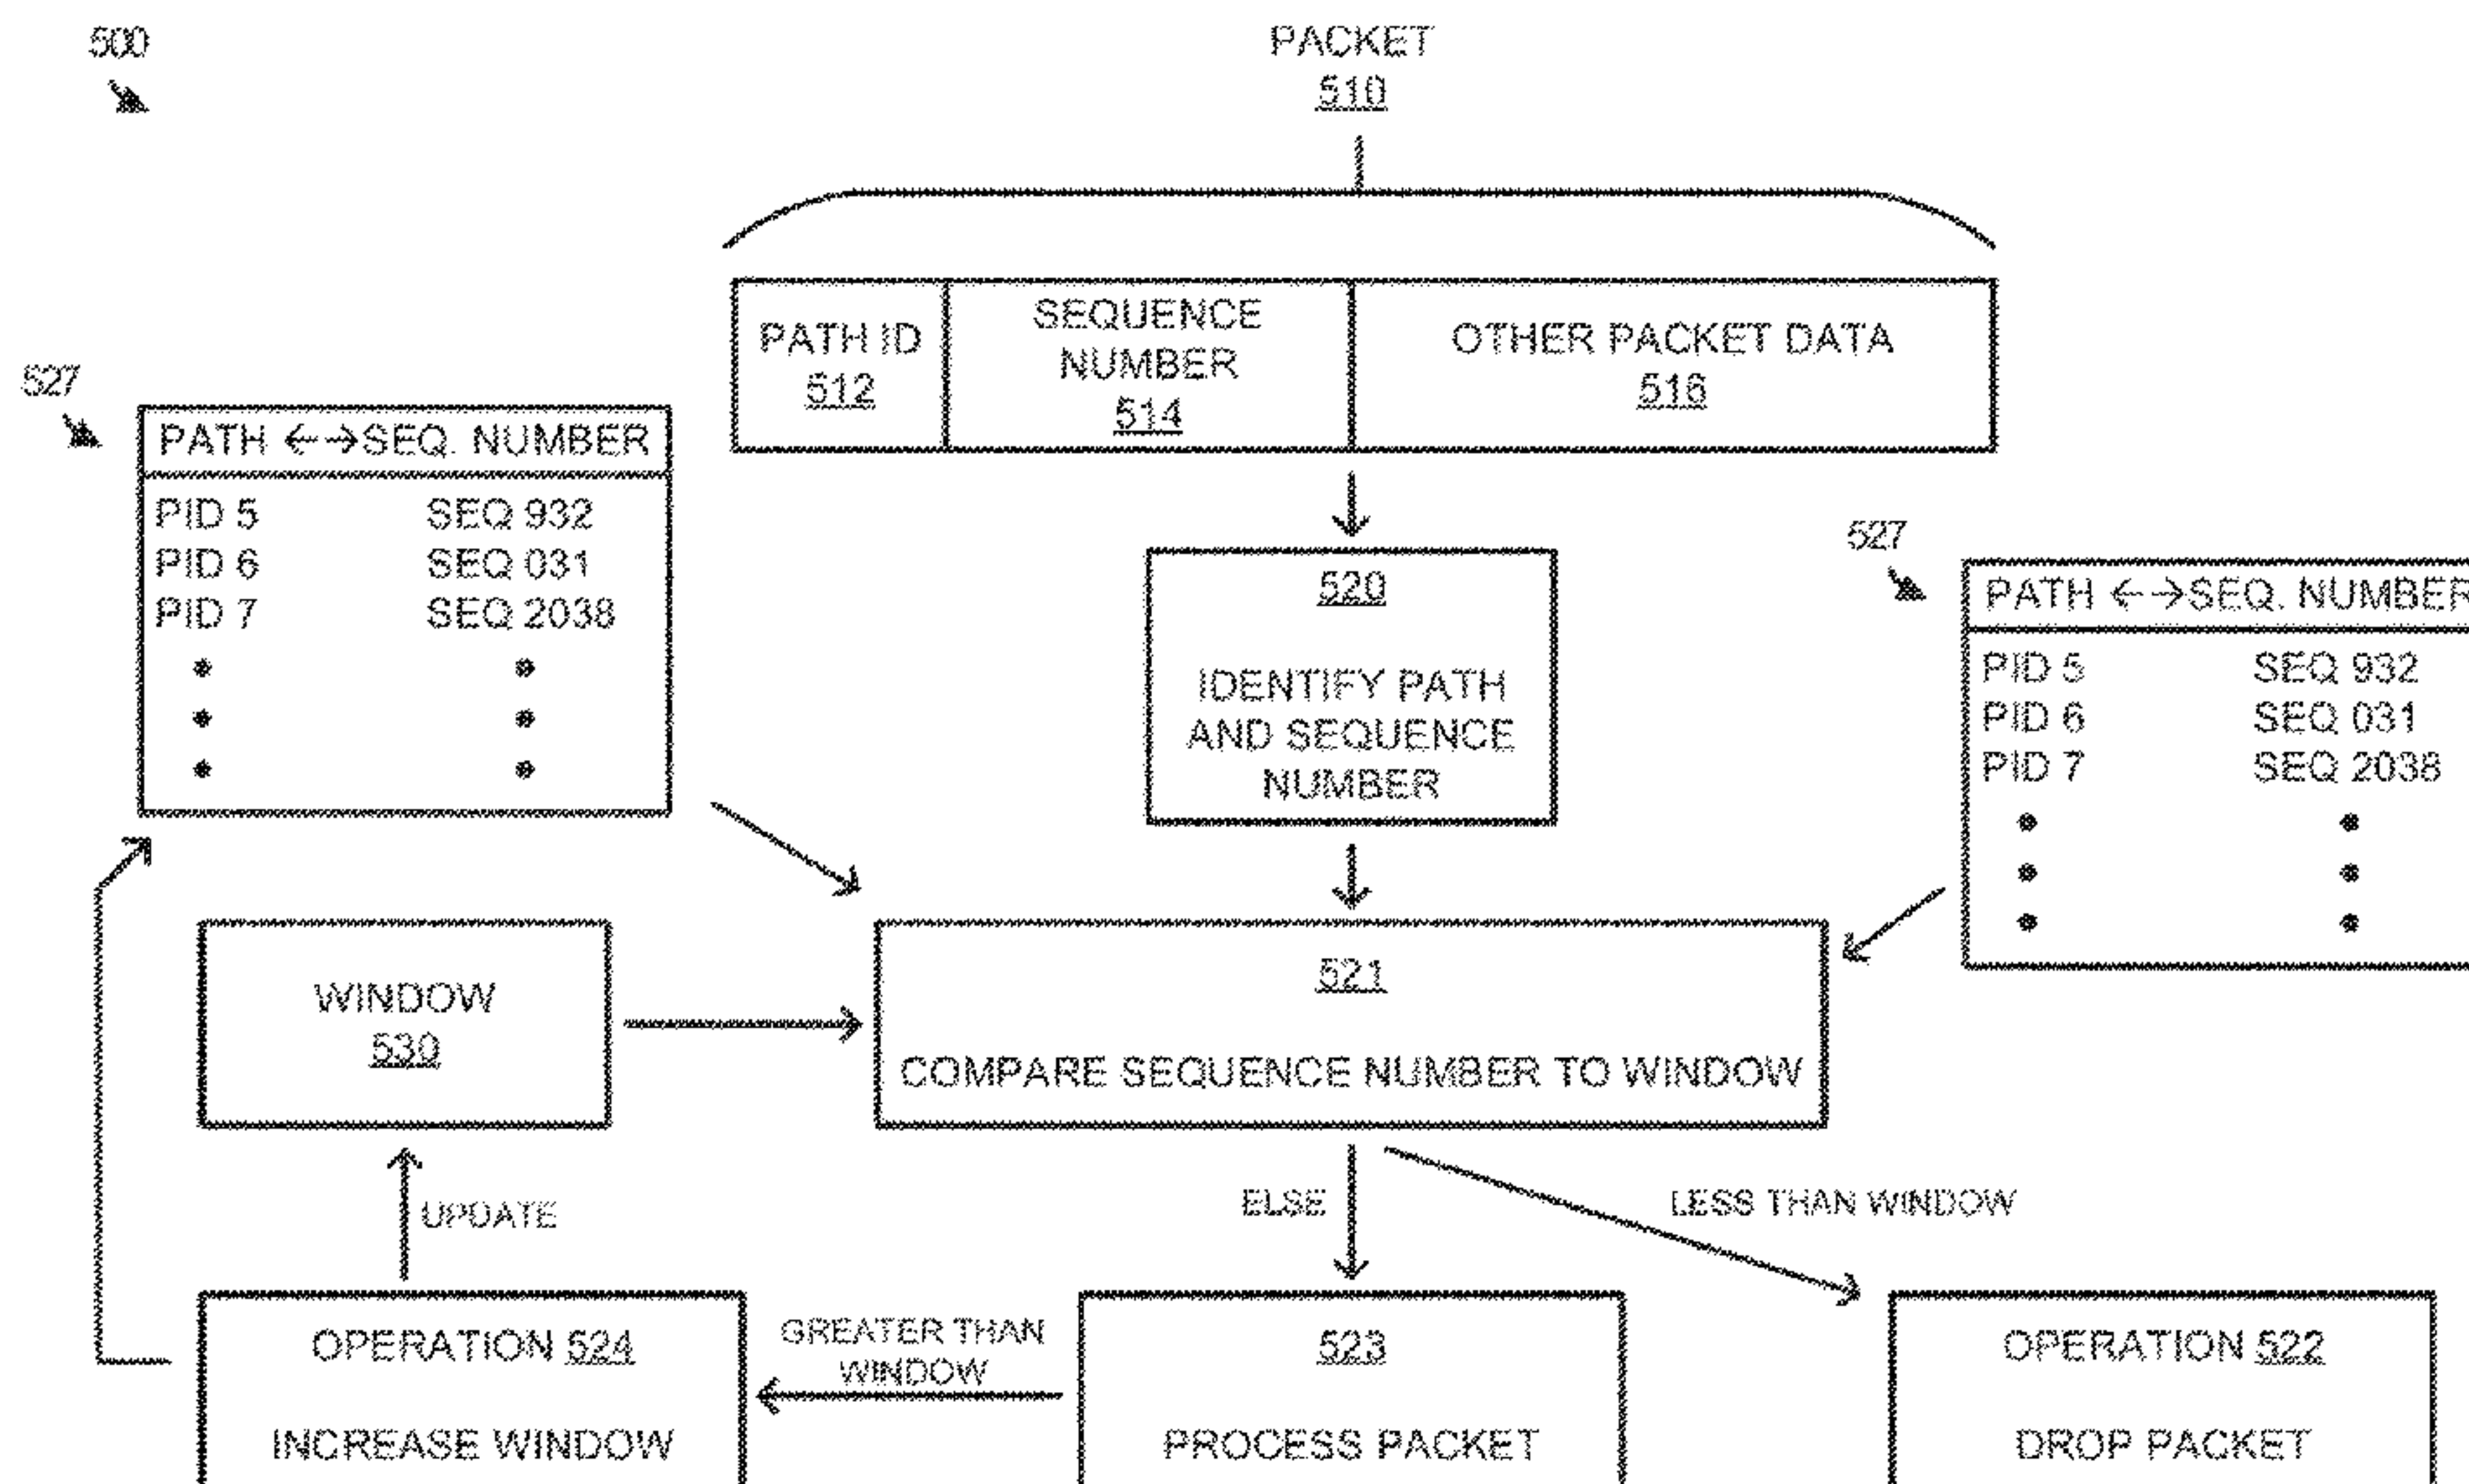 500
PACKET
510
PATH ID
512
SEQUENCE
NUMBER
514
OTHER PACKET DATA
516
527
PATH ←→SEQ. NUMBER
PID 5 SEQ 932
PID 6 SEQ 031
PID 7 SEQ 2038
520
IDENTIFY PATH
AND SEQUENCE
NUMBER
527
PATH ←→SEQ. NUMBER
PID 5 SEQ 932
PID 6 SEQ 031
PID 7 SEQ 2038
WINDOW
530
521
COMPARE SEQUENCE NUMBER TO WINDOW
UPDATE
ELSE
LESS THAN WINDOW
OPERATION 524
INCREASE WINDOW
GREATER THAN
WINDOW
523
PROCESS PACKET
OPERATION 522
DROP PACKET